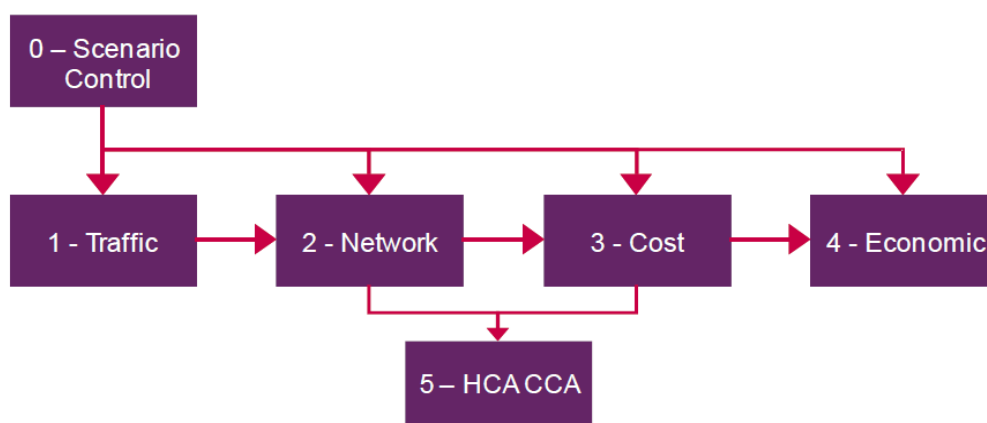 0 – Scenario
Control
1 - Traffic
2 - Network
3 - Cost
4 - Economic
5 – HCA CCA